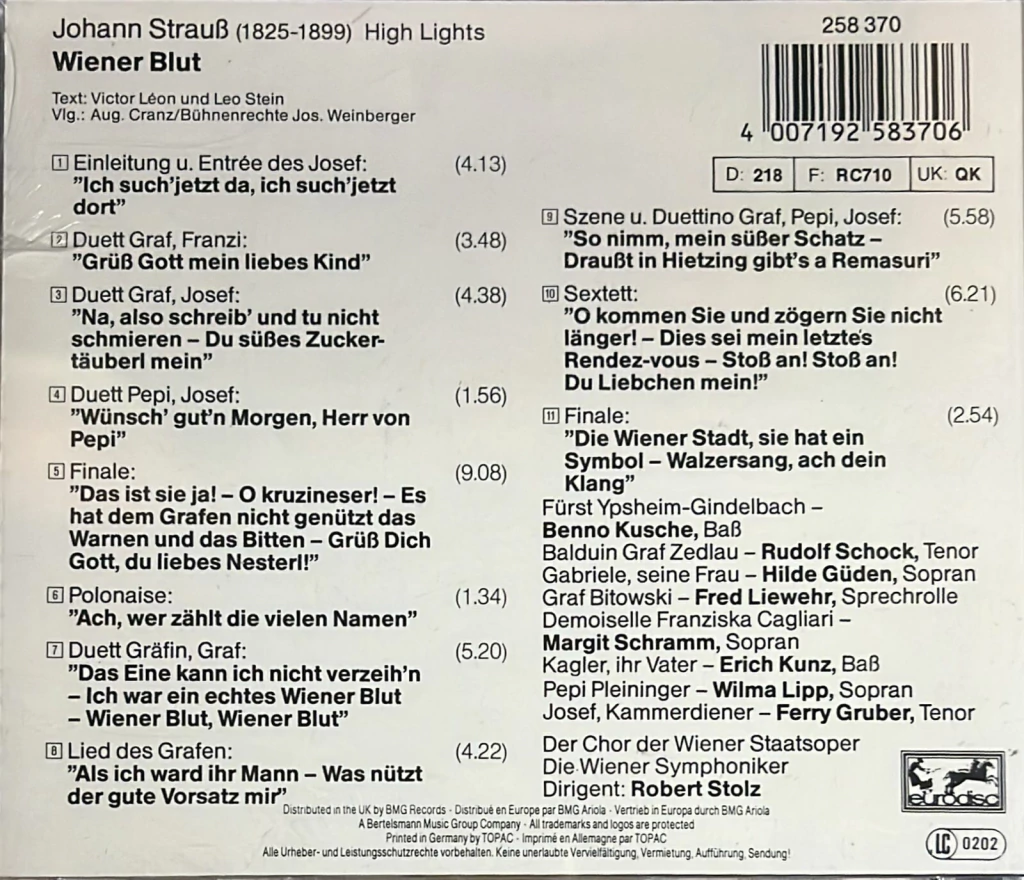 Johann Strauß (1825-1899) High Lights
Wiener Blut
Text: Victor Léon und Leo Stein
Vlg.: Aug. Cranz/Bühnenrechte Jos. Weinberger
258 370
4 007192 583706
D: 218 F: RC710 UK: QK
1 Einleitung u. Entrée des Josef: (4.13)
"Ich such'jetzt da, ich such'jetzt
dort"
2 Duett Graf, Franzi: (3.48)
"Grüß Gott mein liebes Kind"
3 Duett Graf, Josef: (4.38)
"Na, also schreib' und tu nicht
schmieren – Du süßes Zucker-
täuberl mein"
4 Duett Pepi, Josef: (1.56)
"Wünsch' gut'n Morgen, Herr von
Pepi"
5 Finale: (9.08)
"Das ist sie ja! – O kruzineser! – Es
hat dem Grafen nicht genützt das
Warnen und das Bitten – Grüß Dich
Gott, du liebes Nesterl!"
6 Polonaise: (1.34)
"Ach, wer zählt die vielen Namen"
7 Duett Gräfin, Graf: (5.20)
"Das Eine kann ich nicht verzeih'n
– Ich war ein echtes Wiener Blut
– Wiener Blut, Wiener Blut"
8 Lied des Grafen: (4.22)
"Als ich ward ihr Mann – Was nützt
der gute Vorsatz mir"
9 Szene u. Duettino Graf, Pepi, Josef: (5.58)
"So nimm, mein süßer Schatz –
Draußt in Hietzing gibt's a Remasuri"
10 Sextett: (6.21)
"O kommen Sie und zögern Sie nicht
länger! – Dies sei mein letztes
Rendez-vous – Stoß an! Stoß an!
Du Liebchen mein!"
11 Finale: (2.54)
"Die Wiener Stadt, sie hat ein
Symbol – Walzersang, ach dein
Klang"
Fürst Ypsheim-Gindelbach –
Benno Kusche, Baß
Balduin Graf Zedlau – Rudolf Schock, Tenor
Gabriele, seine Frau – Hilde Güden, Sopran
Graf Bitowski – Fred Liewehr, Sprechrolle
Demoiselle Franziska Cagliari –
Margit Schramm, Sopran
Kagler, ihr Vater – Erich Kunz, Baß
Pepi Pleininger – Wilma Lipp, Sopran
Josef, Kammerdiener – Ferry Gruber, Tenor
Der Chor der Wiener Staatsoper
Die Wiener Symphoniker
Dirigent: Robert Stolz
eurodisc
Distributed in the UK by BMG Records · Distribué en Europe par BMG Ariola · Vertrieb in Europa durch BMG Ariola
A Bertelsmann Music Group Company · All trademarks and logos are protected
Printed in Germany by TOPAC · Imprimé en Allemagne par TOPAC
Alle Urheber- und Leistungsschutzrechte vorbehalten. Keine unerlaubte Vervielfältigung, Vermietung, Aufführung, Sendung!
LC 0202